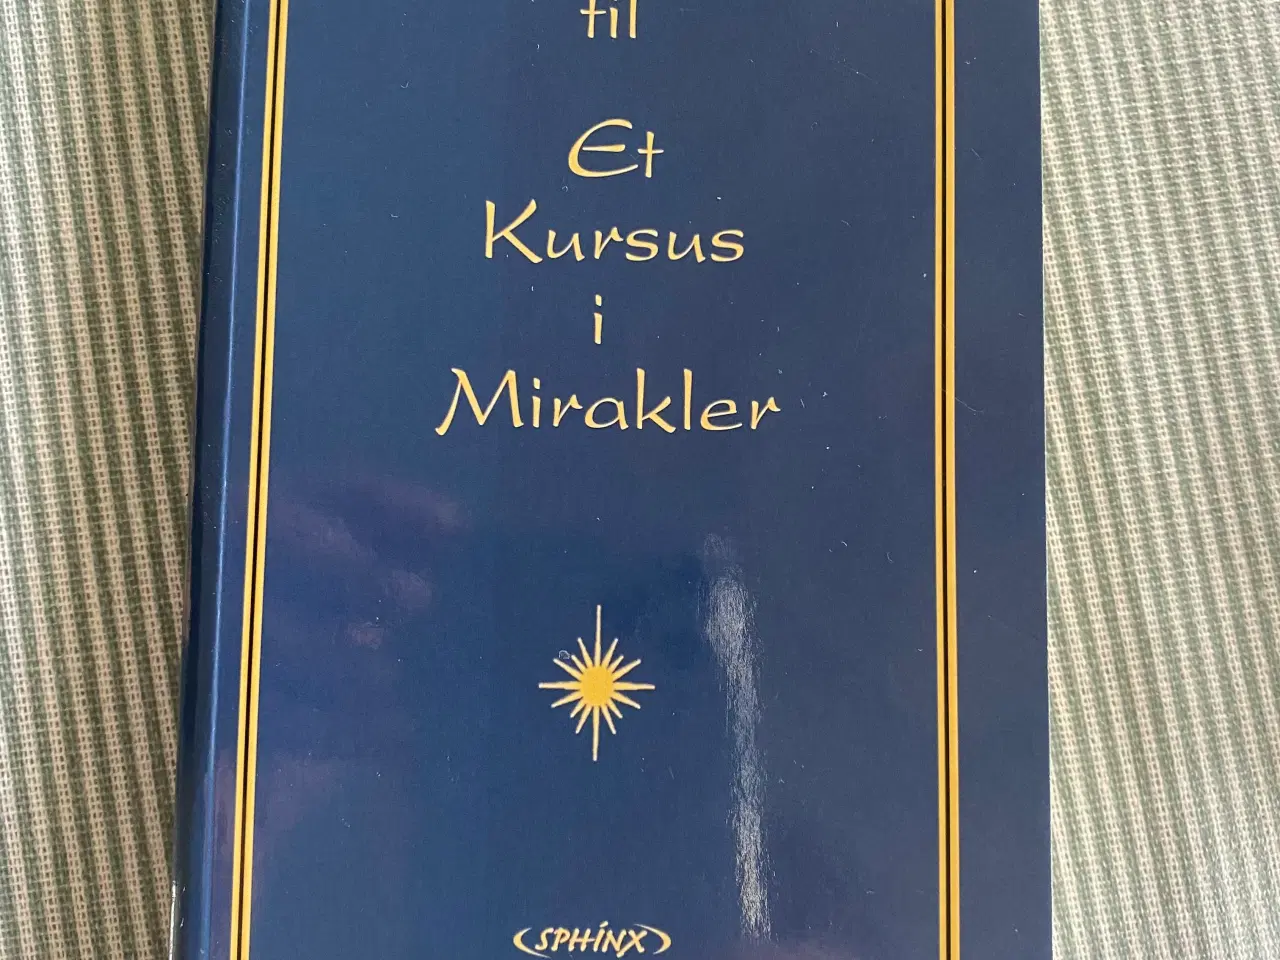 til
Et
Kursus
i
Mirakler
SPHINX